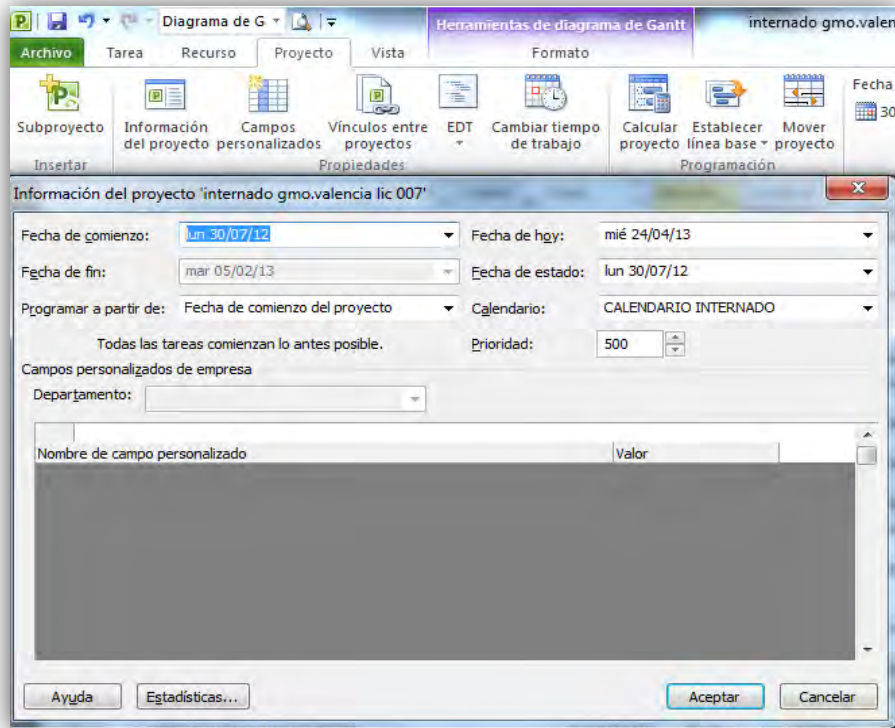 Diagrama de G
Herramientas de diagrama de Gantt
internado gmo.valen
Archivo Tarea Recurso Proyecto Vista Formato
Subproyecto
Información del proyecto
Campos personalizados
Vínculos entre proyectos
EDT
Cambiar tiempo de trabajo
Calcular proyecto
Establecer línea base
Mover proyecto
Fecha
30
Insertar Propiedades Programación
Información del proyecto 'internado gmo.valencia lic 007'
Fecha de comienzo: lun 30/07/12 Fecha de hoy: mié 24/04/13
Fecha de fin: mar 05/02/13 Fecha de estado: lun 30/07/12
Programar a partir de: Fecha de comienzo del proyecto Calendario: CALENDARIO INTERNADO
Todas las tareas comienzan lo antes posible. Prioridad: 500
Campos personalizados de empresa
Departamento:
Nombre de campo personalizado Valor
Ayuda Estadísticas... Aceptar Cancelar